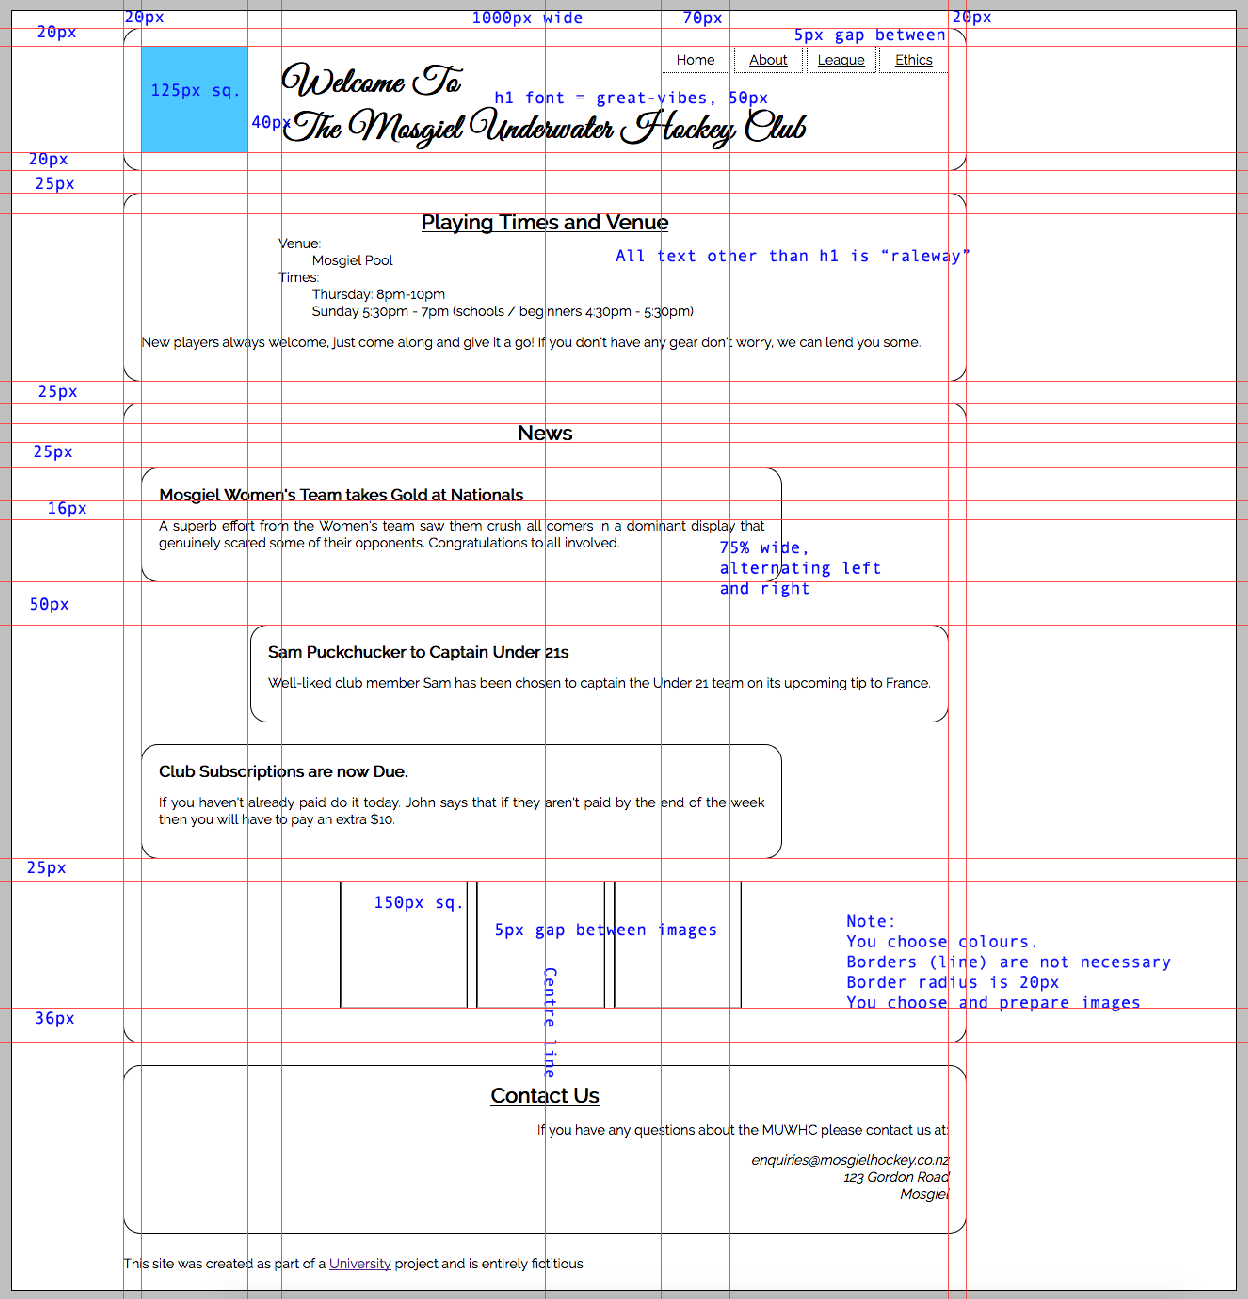 20px
1000px wide
70px
20px
20px
5px gap between
Home
About
League
Ethics
125px sq.
Welcome To
h1 font = great-vibes, 50px
40px
The Mosgiel Underwater Hockey Club
20px
25px
Playing Times and Venue
Venue:
Mosgiel Pool
All text other than h1 is “raleway”
Times:
Thursday: 8pm-10pm
Sunday 5:30pm - 7pm (schools / beginners 4:30pm - 5:30pm)
New players always welcome, just come along and give it a go! If you don't have any gear don't worry, we can lend you some.
25px
News
25px
Mosgiel Women's Team takes Gold at Nationals
16px
A superb effort from the Women's team saw them crush all comers in a dominant display that
genuinely scared some of their opponents. Congratulations to all involved.
75% wide,
alternating left
and right
50px
Sam Puckchucker to Captain Under 21s
Well-liked club member Sam has been chosen to captain the Under 21 team on its upcoming tip to France.
Club Subscriptions are now Due.
If you haven't already paid do it today. John says that if they aren't paid by the end of the week
then you will have to pay an extra $10.
25px
150px sq.
5px gap between images
Note:
You choose colours.
Borders (line) are not necessary
Border radius is 20px
You choose and prepare images
Centre line
36px
Contact Us
If you have any questions about the MUWHC please contact us at:
enquiries@mosgielhockey.co.nz
123 Gordon Road
Mosgiel
This site was created as part of a University project and is entirely fictitious